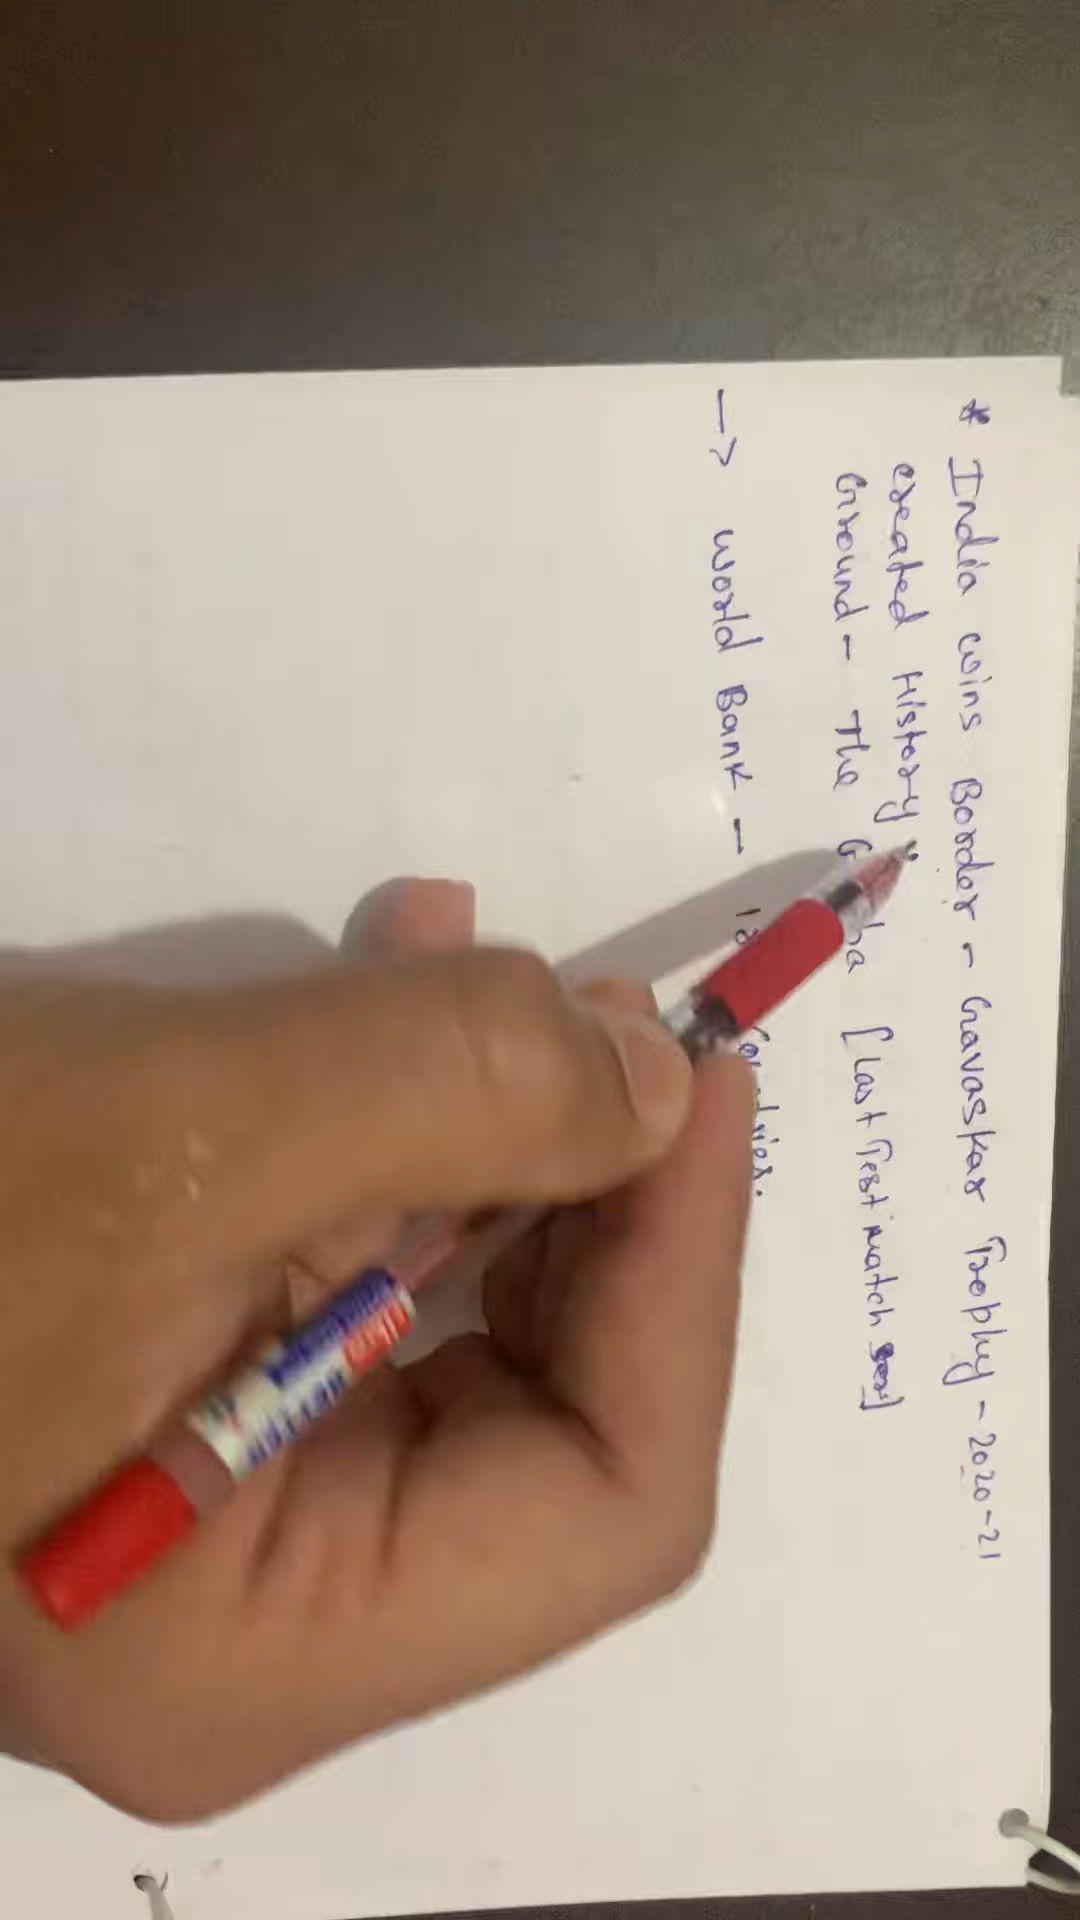 * India wins Border - Gavaskar Trophy - 2020-21
created History
Ground - The [Last Test match
-> World Bank -